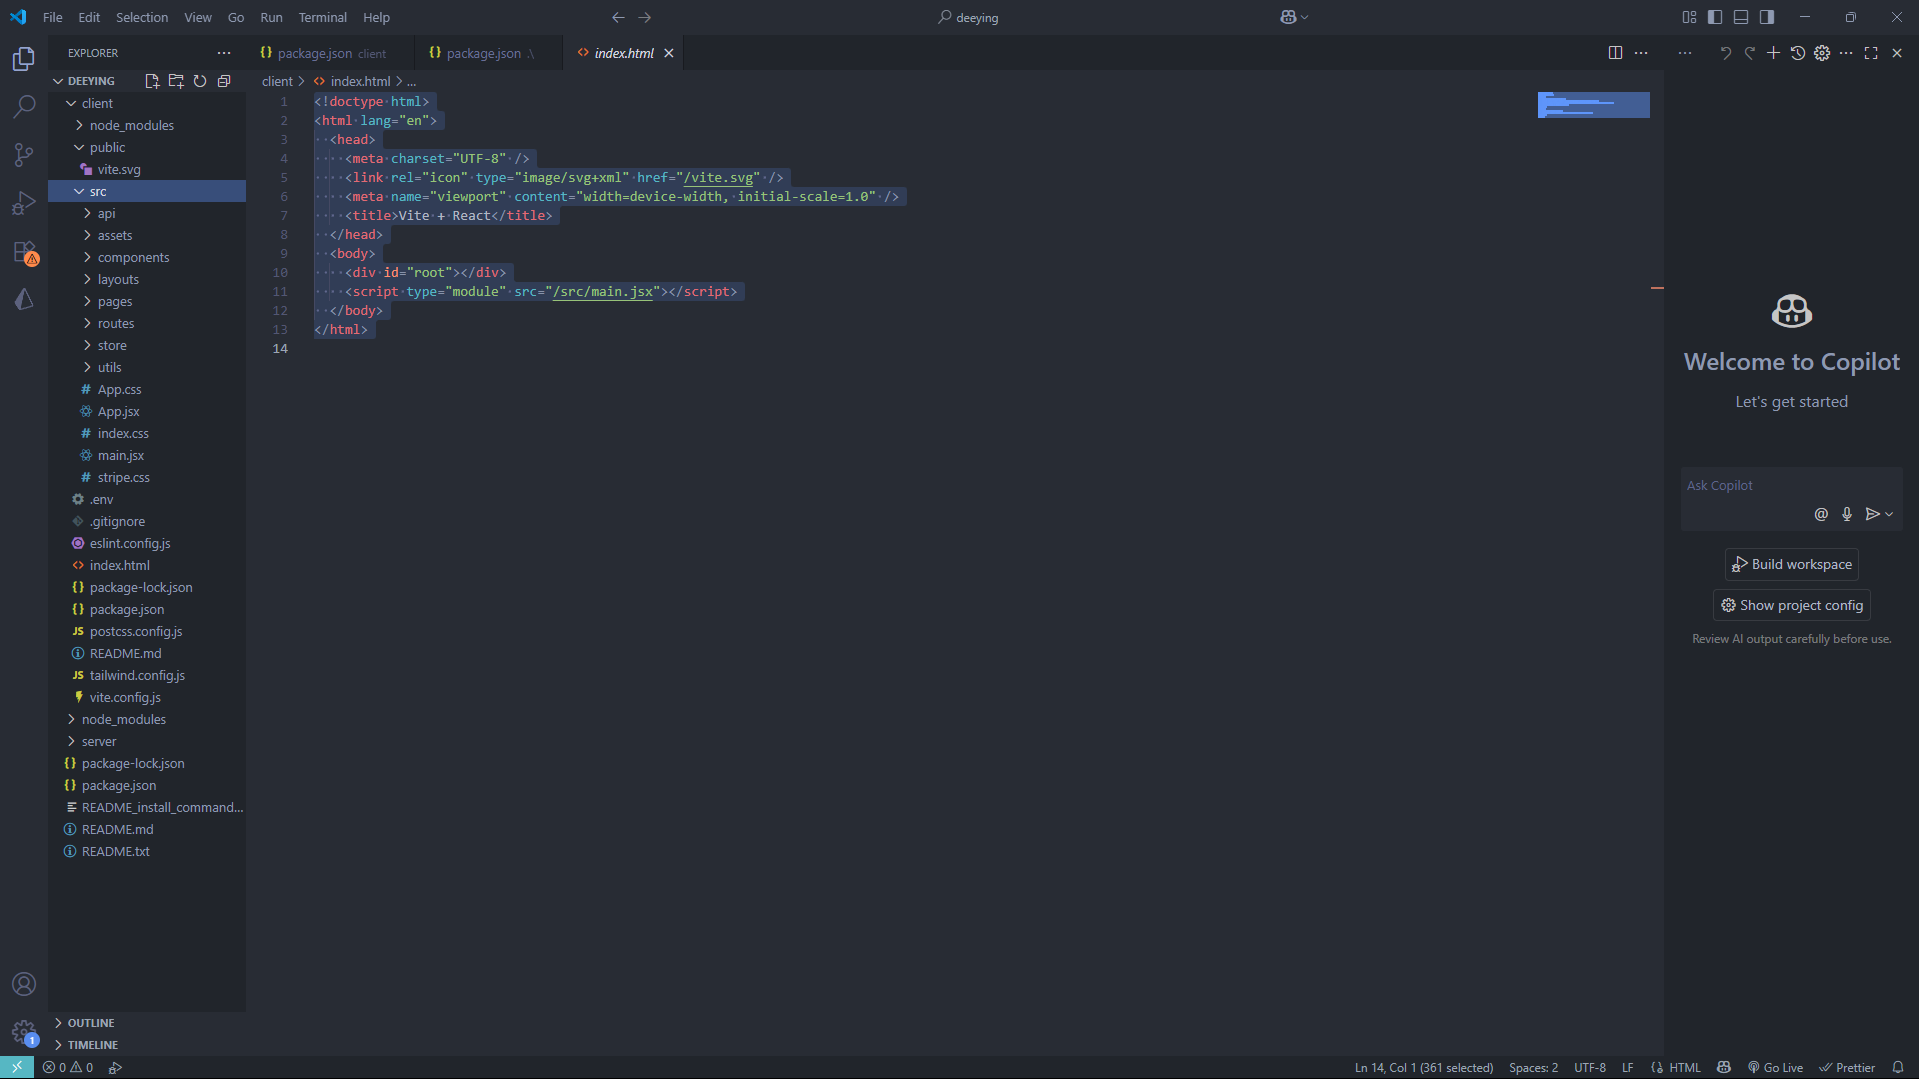 File Edit Selection View Go Run Terminal Help
deeying
EXPLORER
package.json client
package.json .\
index.html
DEEYING
client > index.html > ...
client
node_modules
public
vite.svg
src
api
assets
components
layouts
pages
routes
store
utils
App.css
App.jsx
index.css
main.jsx
stripe.css
.env
.gitignore
eslint.config.js
index.html
package-lock.json
package.json
postcss.config.js
README.md
tailwind.config.js
vite.config.js
node_modules
server
package-lock.json
package.json
README_install_command...
README.md
README.txt
OUTLINE
TIMELINE
1 <!doctype html>
2 <html lang="en">
3 <head>
4 <meta charset="UTF-8" />
5 <link rel="icon" type="image/svg+xml" href="/vite.svg" />
6 <meta name="viewport" content="width=device-width, initial-scale=1.0" />
7 <title>Vite + React</title>
8 </head>
9 <body>
10 <div id="root"></div>
11 <script type="module" src="/src/main.jsx"></script>
12 </body>
13 </html>
14
Welcome to Copilot
Let's get started
Ask Copilot
Build workspace
Show project config
Review AI output carefully before use.
1
0 0
Ln 14, Col 1 (361 selected) Spaces: 2 UTF-8 LF HTML Go Live Prettier